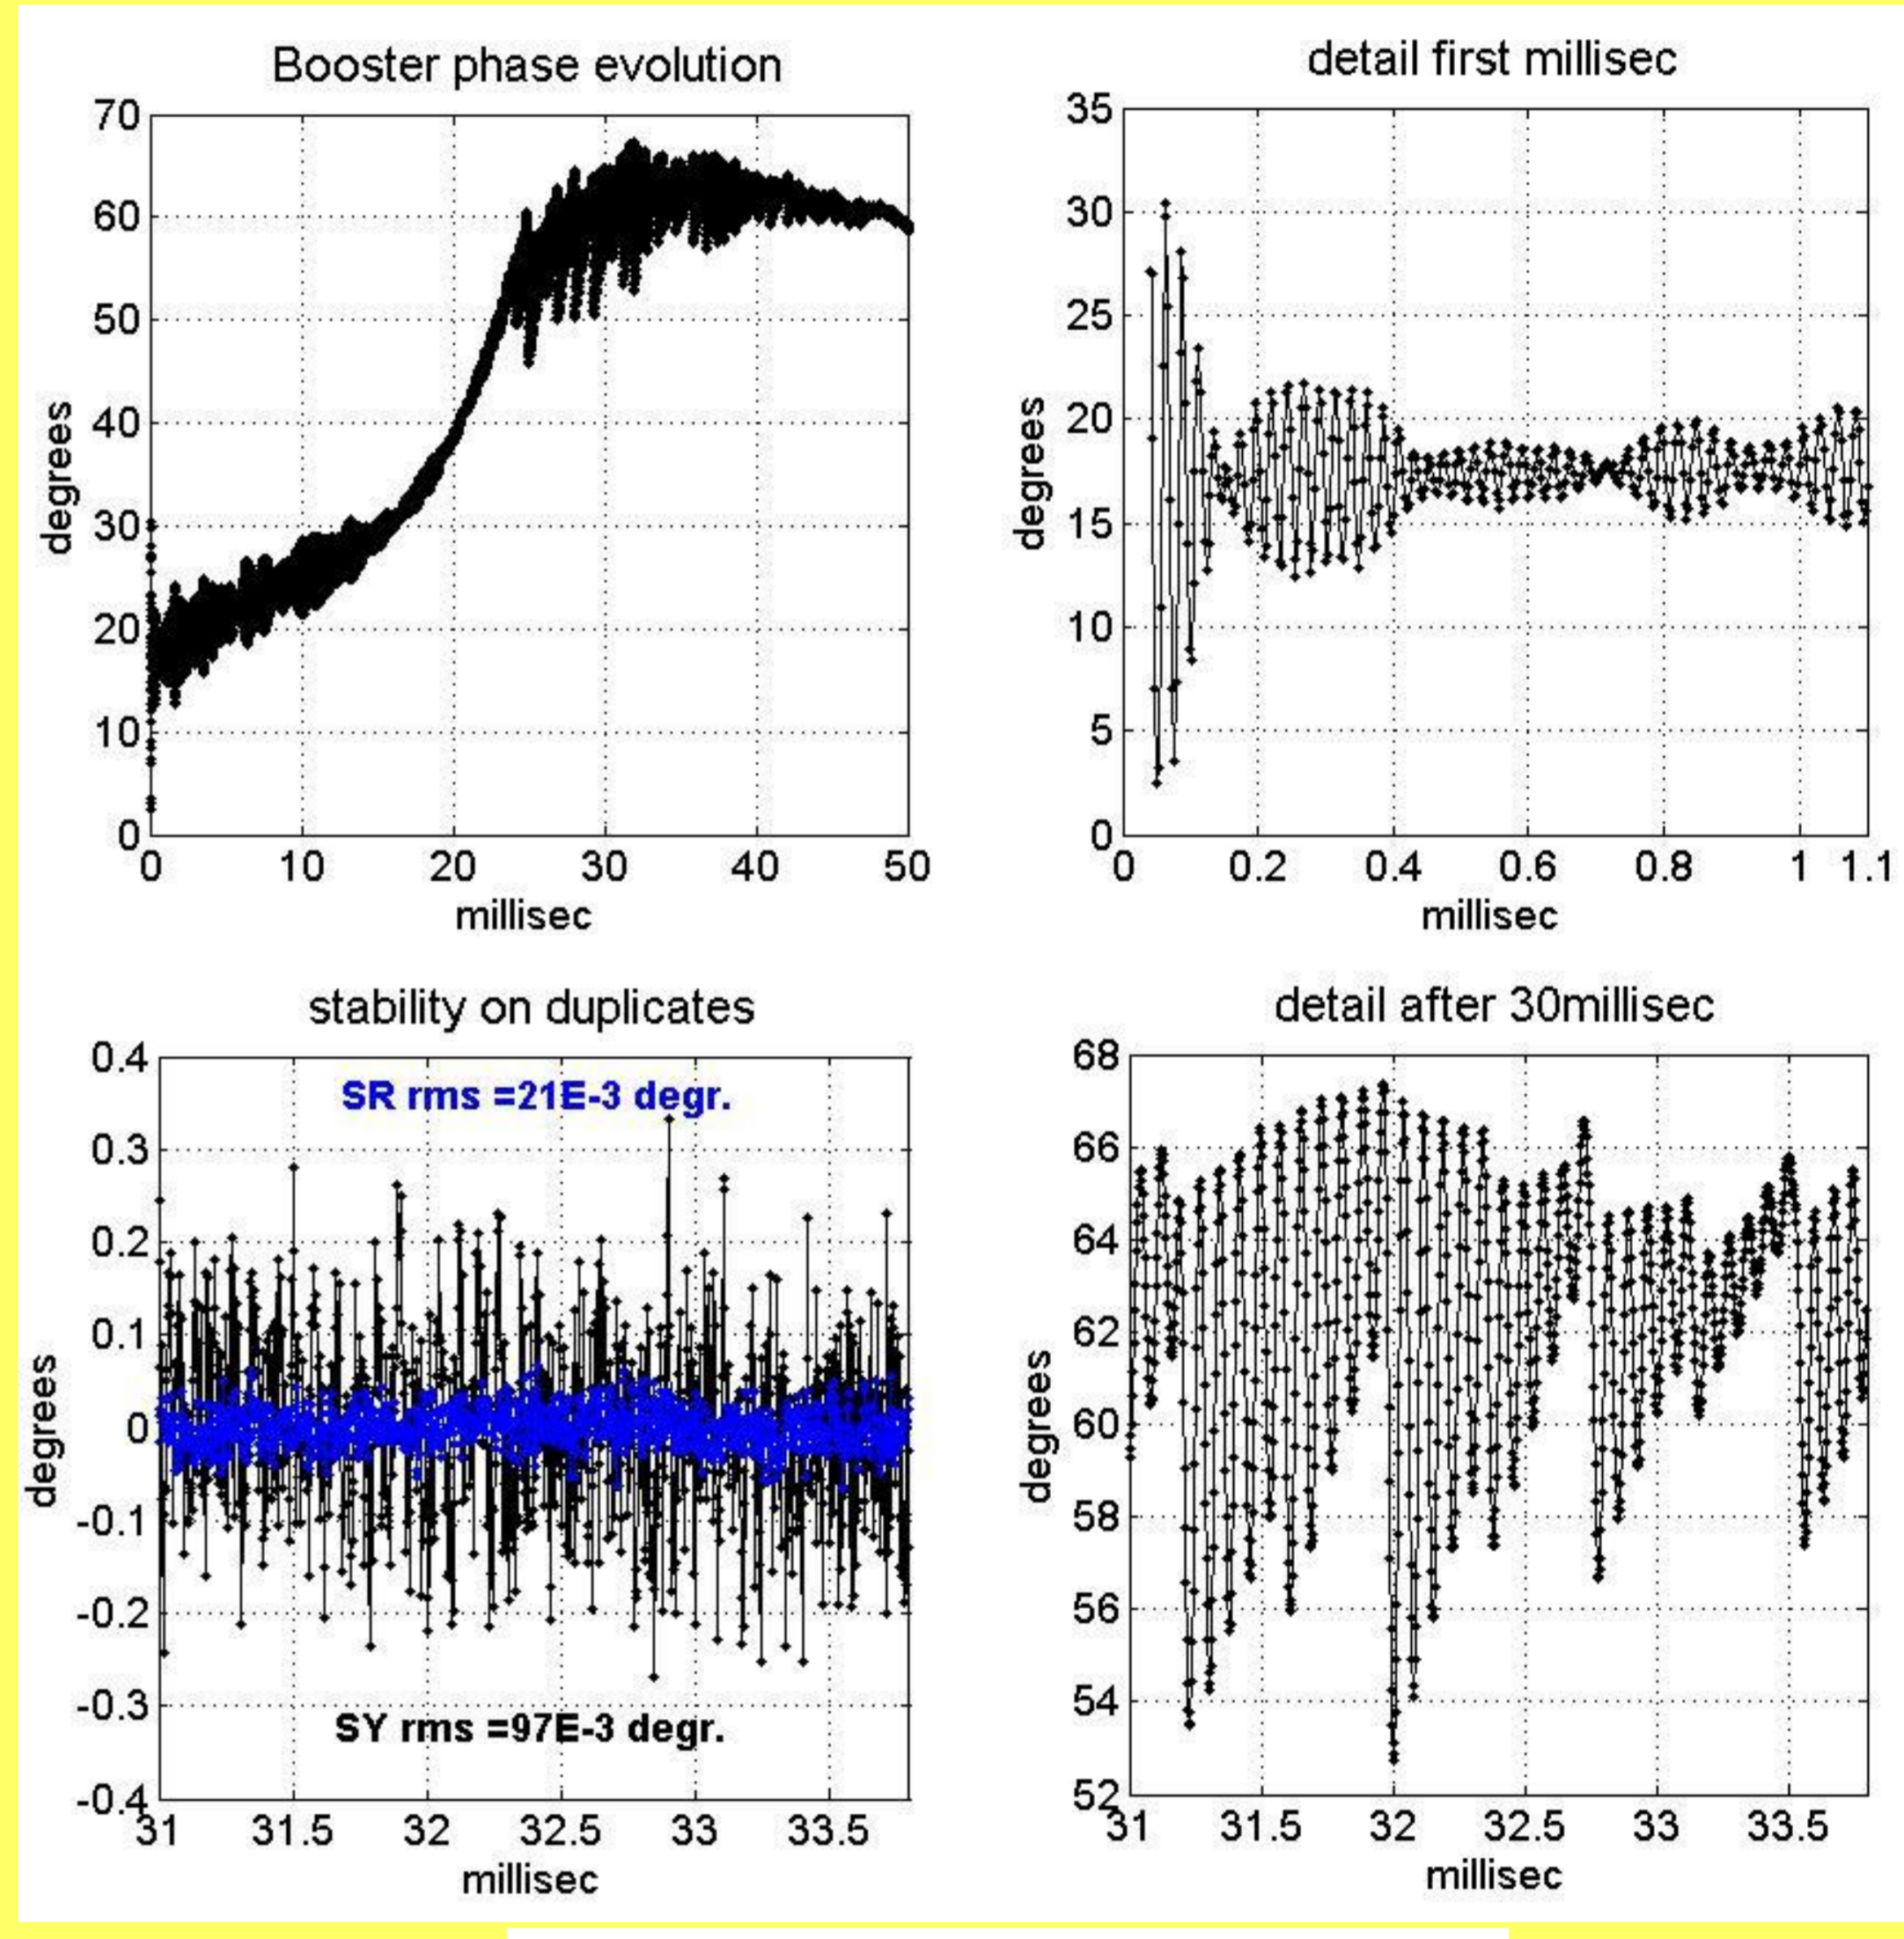 Booster phase evolution
70
60
50
40
30
20
10
0
degrees
0 10 20 30 40 50
millisec
detail first millisec
35
30
25
20
15
10
5
0
degrees
0 0.2 0.4 0.6 0.8 1 1.1
millisec
stability on duplicates
0.4
0.3
0.2
0.1
0
-0.1
-0.2
-0.3
-0.4
degrees
SR rms =21E-3 degr.
SY rms =97E-3 degr.
31 31.5 32 32.5 33 33.5
millisec
detail after 30millisec
68
66
64
62
60
58
56
54
52
degrees
31 31.5 32 32.5 33 33.5
millisec